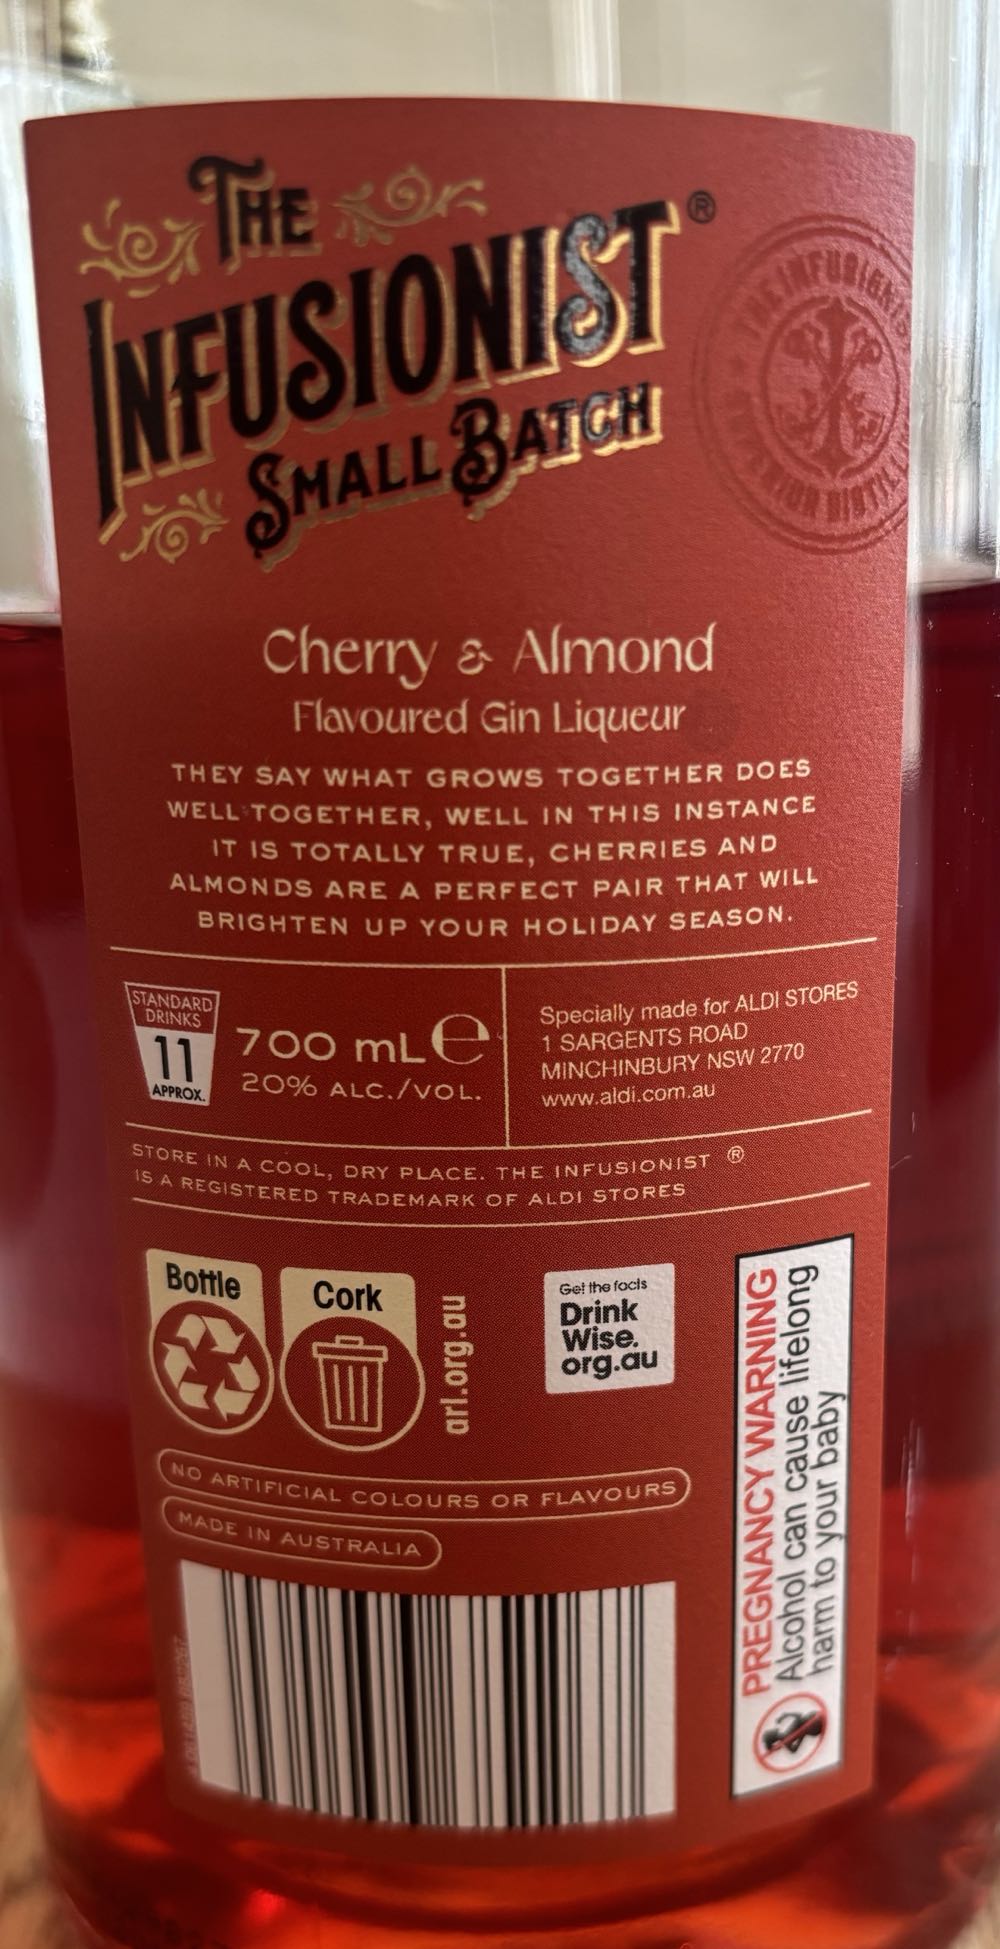 THE
INFUSIONIST®
SMALL BATCH
THE INFUSIONIST
Cherry & Almond
Flavoured Gin Liqueur
THEY SAY WHAT GROWS TOGETHER DOES
WELL TOGETHER, WELL IN THIS INSTANCE
IT IS TOTALLY TRUE, CHERRIES AND
ALMONDS ARE A PERFECT PAIR THAT WILL
BRIGHTEN UP YOUR HOLIDAY SEASON.
STANDARD
DRINKS
11
APPROX.
700 mL ℮
20% ALC./VOL.
Specially made for ALDI STORES
1 SARGENTS ROAD
MINCHINBURY NSW 2770
www.aldi.com.au
STORE IN A COOL, DRY PLACE. THE INFUSIONIST ®
IS A REGISTERED TRADEMARK OF ALDI STORES
Bottle
Cork
arl.org.au
Get the facts
Drink
Wise.
org.au
PREGNANCY WARNING
Alcohol can cause lifelong
harm to your baby
NO ARTIFICIAL COLOURS OR FLAVOURS
MADE IN AUSTRALIA